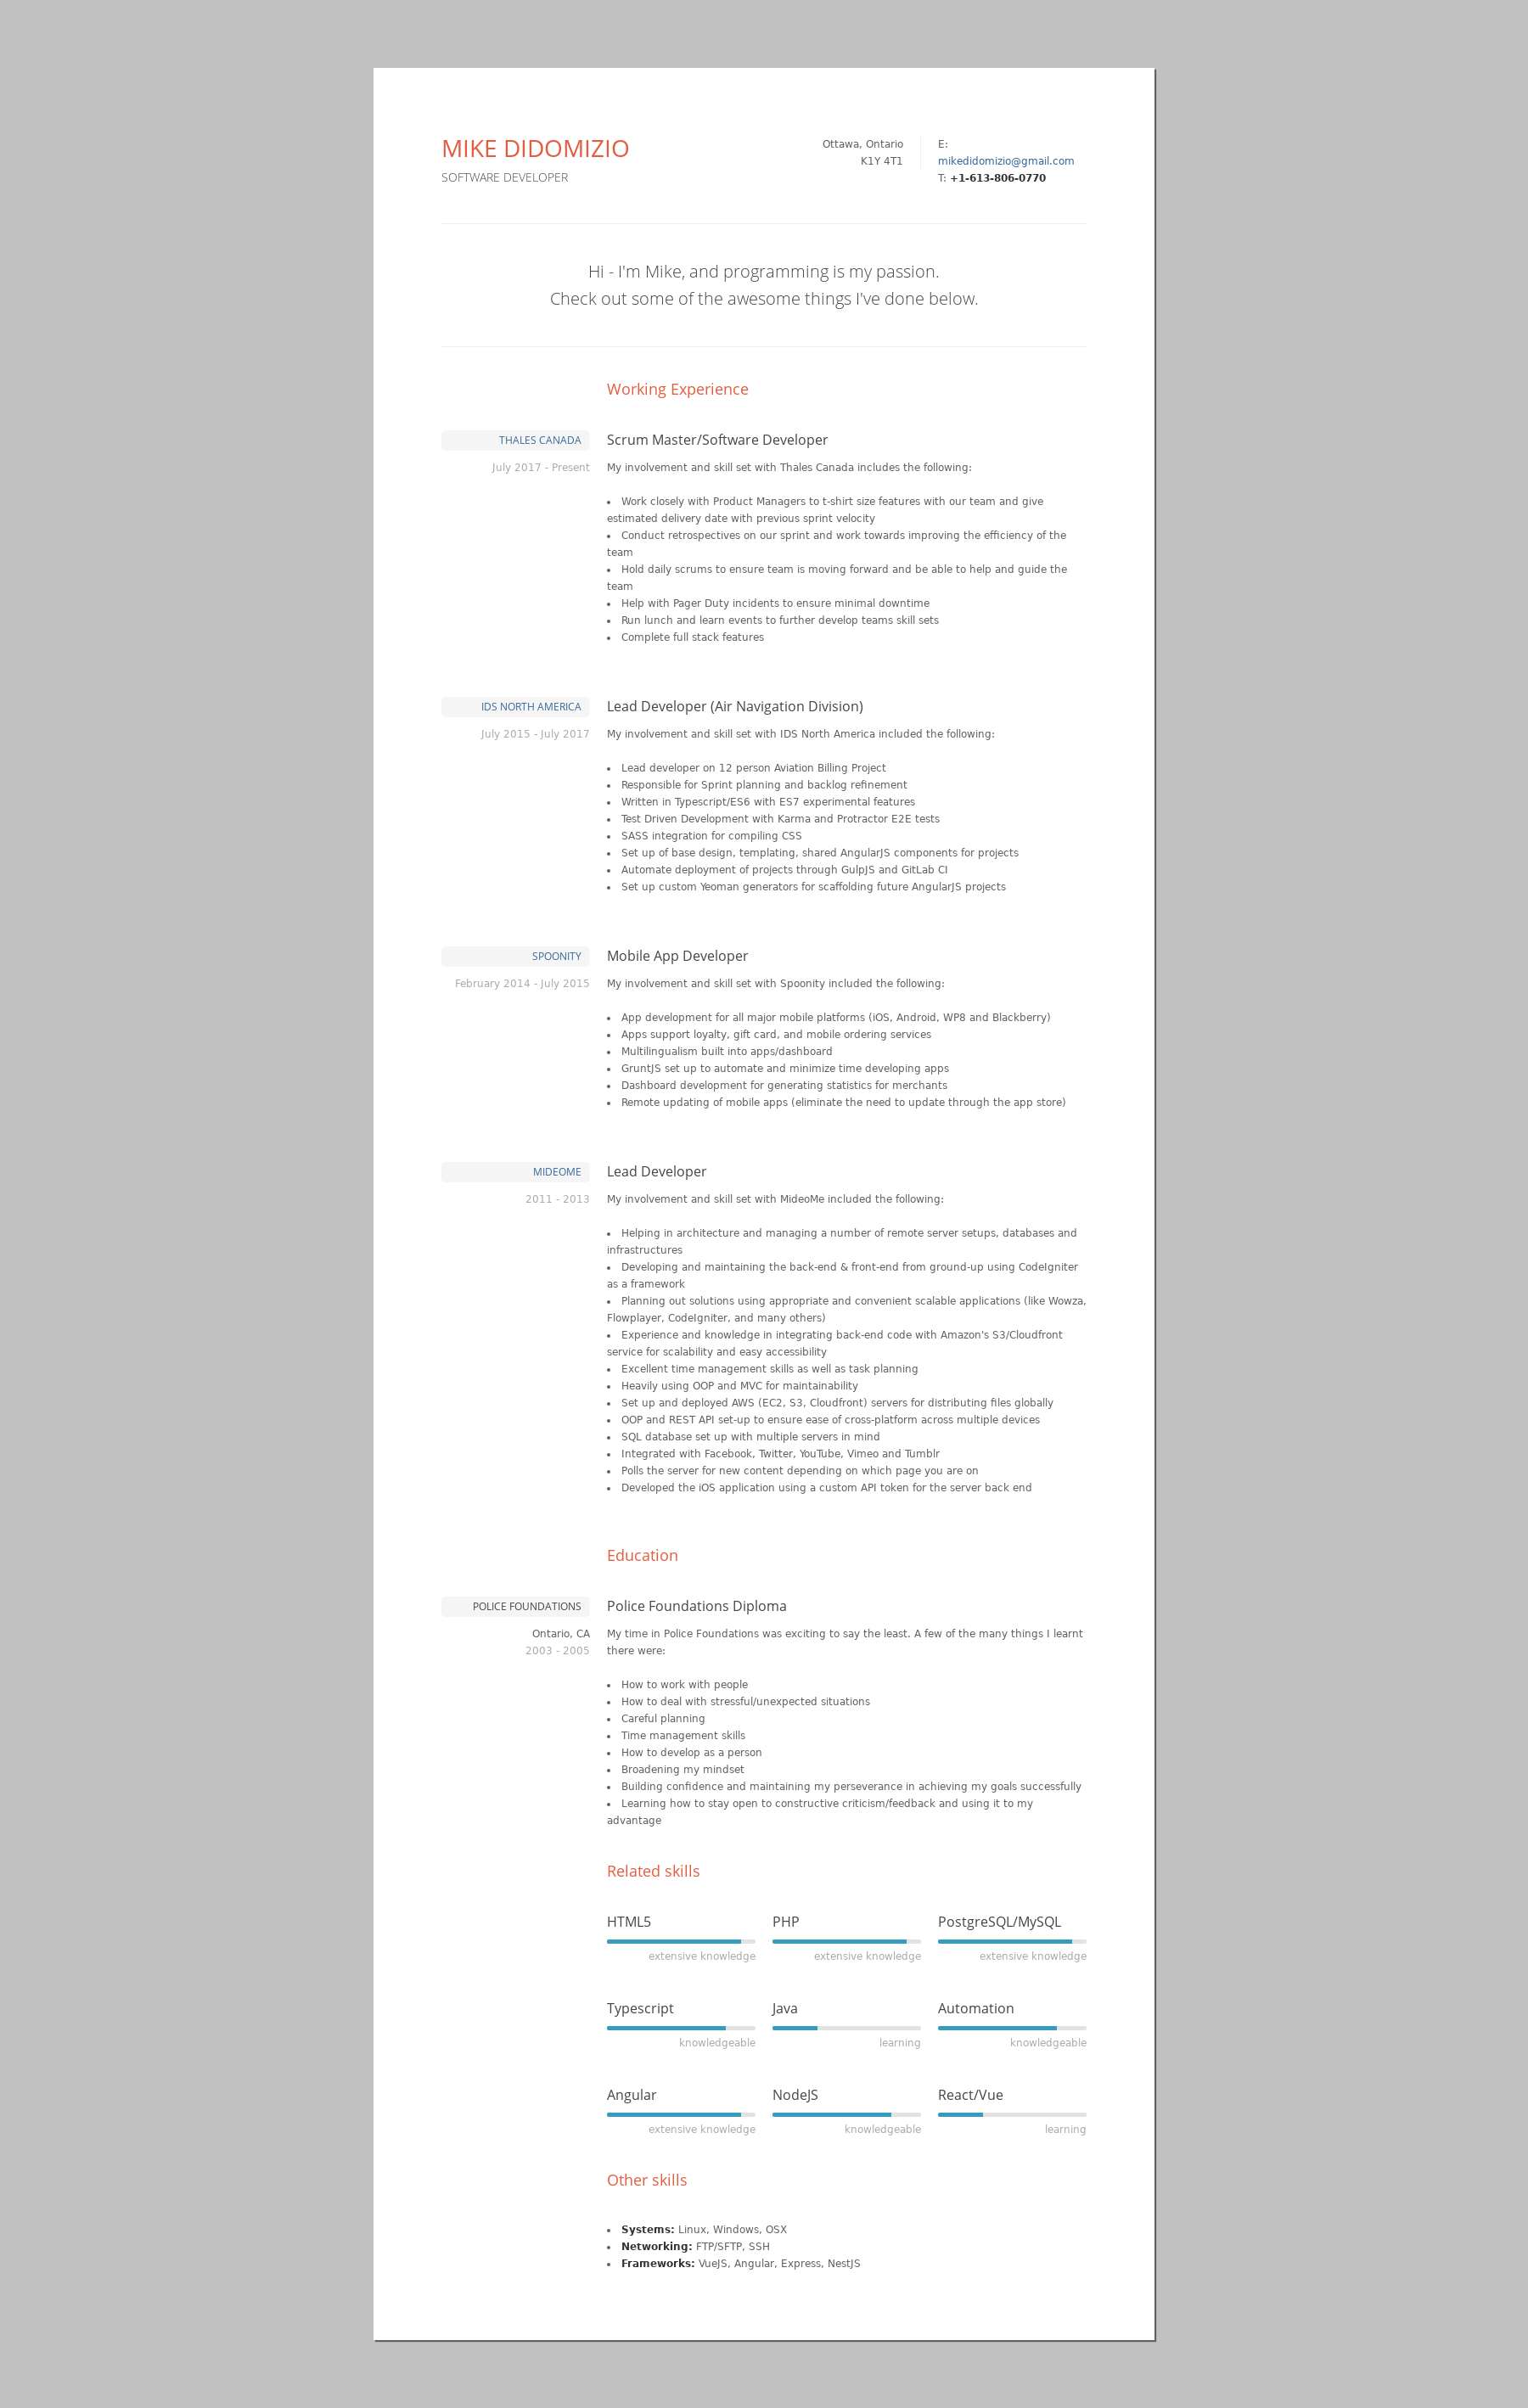 MIKE DIDOMIZIO
SOFTWARE DEVELOPER
Ottawa, Ontario
K1Y 4T1
E:
mikedidomizio@gmail.com
T: +1-613-806-0770
Hi - I'm Mike, and programming is my passion.
Check out some of the awesome things I've done below.
Working Experience
THALES CANADA
July 2017 - Present
Scrum Master/Software Developer
My involvement and skill set with Thales Canada includes the following:
• Work closely with Product Managers to t-shirt size features with our team and give
estimated delivery date with previous sprint velocity
• Conduct retrospectives on our sprint and work towards improving the efficiency of the
team
• Hold daily scrums to ensure team is moving forward and be able to help and guide the
team
• Help with Pager Duty incidents to ensure minimal downtime
• Run lunch and learn events to further develop teams skill sets
• Complete full stack features
IDS NORTH AMERICA
July 2015 - July 2017
Lead Developer (Air Navigation Division)
My involvement and skill set with IDS North America included the following:
• Lead developer on 12 person Aviation Billing Project
• Responsible for Sprint planning and backlog refinement
• Written in Typescript/ES6 with ES7 experimental features
• Test Driven Development with Karma and Protractor E2E tests
• SASS integration for compiling CSS
• Set up of base design, templating, shared AngularJS components for projects
• Automate deployment of projects through GulpJS and GitLab CI
• Set up custom Yeoman generators for scaffolding future AngularJS projects
SPOONITY
February 2014 - July 2015
Mobile App Developer
My involvement and skill set with Spoonity included the following:
• App development for all major mobile platforms (iOS, Android, WP8 and Blackberry)
• Apps support loyalty, gift card, and mobile ordering services
• Multilingualism built into apps/dashboard
• GruntJS set up to automate and minimize time developing apps
• Dashboard development for generating statistics for merchants
• Remote updating of mobile apps (eliminate the need to update through the app store)
MIDEOME
2011 - 2013
Lead Developer
My involvement and skill set with MideoMe included the following:
• Helping in architecture and managing a number of remote server setups, databases and
infrastructures
• Developing and maintaining the back-end & front-end from ground-up using CodeIgniter
as a framework
• Planning out solutions using appropriate and convenient scalable applications (like Wowza,
Flowplayer, CodeIgniter, and many others)
• Experience and knowledge in integrating back-end code with Amazon's S3/Cloudfront
service for scalability and easy accessibility
• Excellent time management skills as well as task planning
• Heavily using OOP and MVC for maintainability
• Set up and deployed AWS (EC2, S3, Cloudfront) servers for distributing files globally
• OOP and REST API set-up to ensure ease of cross-platform across multiple devices
• SQL database set up with multiple servers in mind
• Integrated with Facebook, Twitter, YouTube, Vimeo and Tumblr
• Polls the server for new content depending on which page you are on
• Developed the iOS application using a custom API token for the server back end
Education
POLICE FOUNDATIONS
Ontario, CA
2003 - 2005
Police Foundations Diploma
My time in Police Foundations was exciting to say the least. A few of the many things I learnt
there were:
• How to work with people
• How to deal with stressful/unexpected situations
• Careful planning
• Time management skills
• How to develop as a person
• Broadening my mindset
• Building confidence and maintaining my perseverance in achieving my goals successfully
• Learning how to stay open to constructive criticism/feedback and using it to my
advantage
Related skills
HTML5
extensive knowledge
PHP
extensive knowledge
PostgreSQL/MySQL
extensive knowledge
Typescript
knowledgeable
Java
learning
Automation
knowledgeable
Angular
extensive knowledge
NodeJS
knowledgeable
React/Vue
learning
Other skills
• Systems: Linux, Windows, OSX
• Networking: FTP/SFTP, SSH
• Frameworks: VueJS, Angular, Express, NestJS